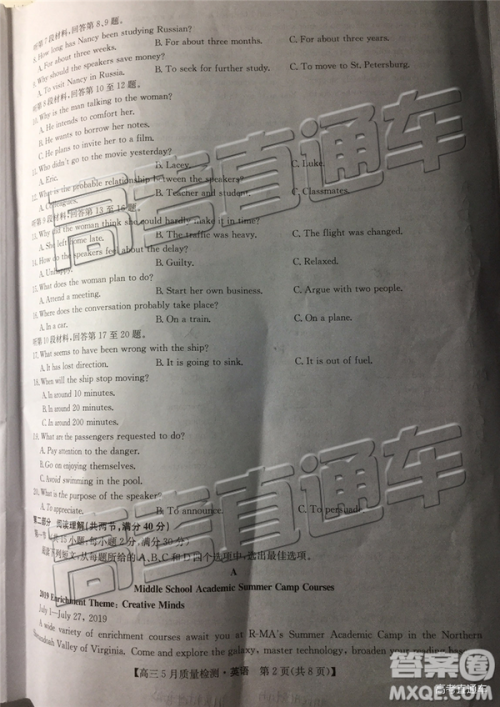 听第7段材料,回答第8、9题。
8. How long has Nancy been studying Russian?
A. For about three weeks. B. For about three months. C. For about three years.
9. Why should the speakers save money?
A. To visit Nancy in Russia. B. To seek for further study. C. To move to St. Petersburg.
听第8段材料,回答第10至12题。
10. Why is the man talking to the woman?
A. He intends to comfort her.
B. He wants to borrow her notes.
C. He plans to invite her to a film.
11. Who didn't go to the movie yesterday?
A. Eric. B. Lacey. C. Luke.
12. What is the probable relationship between the speakers?
A. Colleagues. B. Teacher and student. C. Classmates.
听第9段材料,回答第13至16题。
13. Why did the woman think she could hardly make it in time?
A. She left home late. B. The traffic was heavy. C. The flight was changed.
14. How do the speakers feel about the delay?
A. Unhappy. B. Guilty. C. Relaxed.
15. What does the woman plan to do?
A. Attend a meeting. B. Start her own business. C. Argue with two people.
16. Where does the conversation probably take place?
A. In a car. B. On a train. C. On a plane.
听第10段材料,回答第17至20题。
17. What seems to have been wrong with the ship?
A. It has lost direction. B. It is going to sink. C. It is out of fuel.
18. When will the ship stop moving?
A. In around 10 minutes.
B. In around 20 minutes.
C. In around 200 minutes.
19. What are the passengers requested to do?
A. Pay attention to the danger.
B. Go on enjoying themselves.
C. Avoid swimming in the pool.
20. What is the purpose of the speaker?
A. To appreciate. B. To announce. C. To persuade.
第二部分 阅读理解(共两节,满分40分)
第一节(共15小题;每小题2分,满分30分)
阅读下列短文,从每题所给的A、B、C和D四个选项中,选出最佳选项。
A
Middle School Academic Summer Camp Courses
2019 Enrichment Theme: Creative Minds
July 1—July 27, 2019
A wide variety of enrichment courses await you at R-MA's Summer Academic Camp in the Northern
Shenandoah Valley of Virginia. Come and explore the galaxy, master technology, broaden your reading
【高三5月质量检测·英语 第2页(共8页)】
高考直通车
高考直通车
高考直通车
答案圈
MXQE.COM